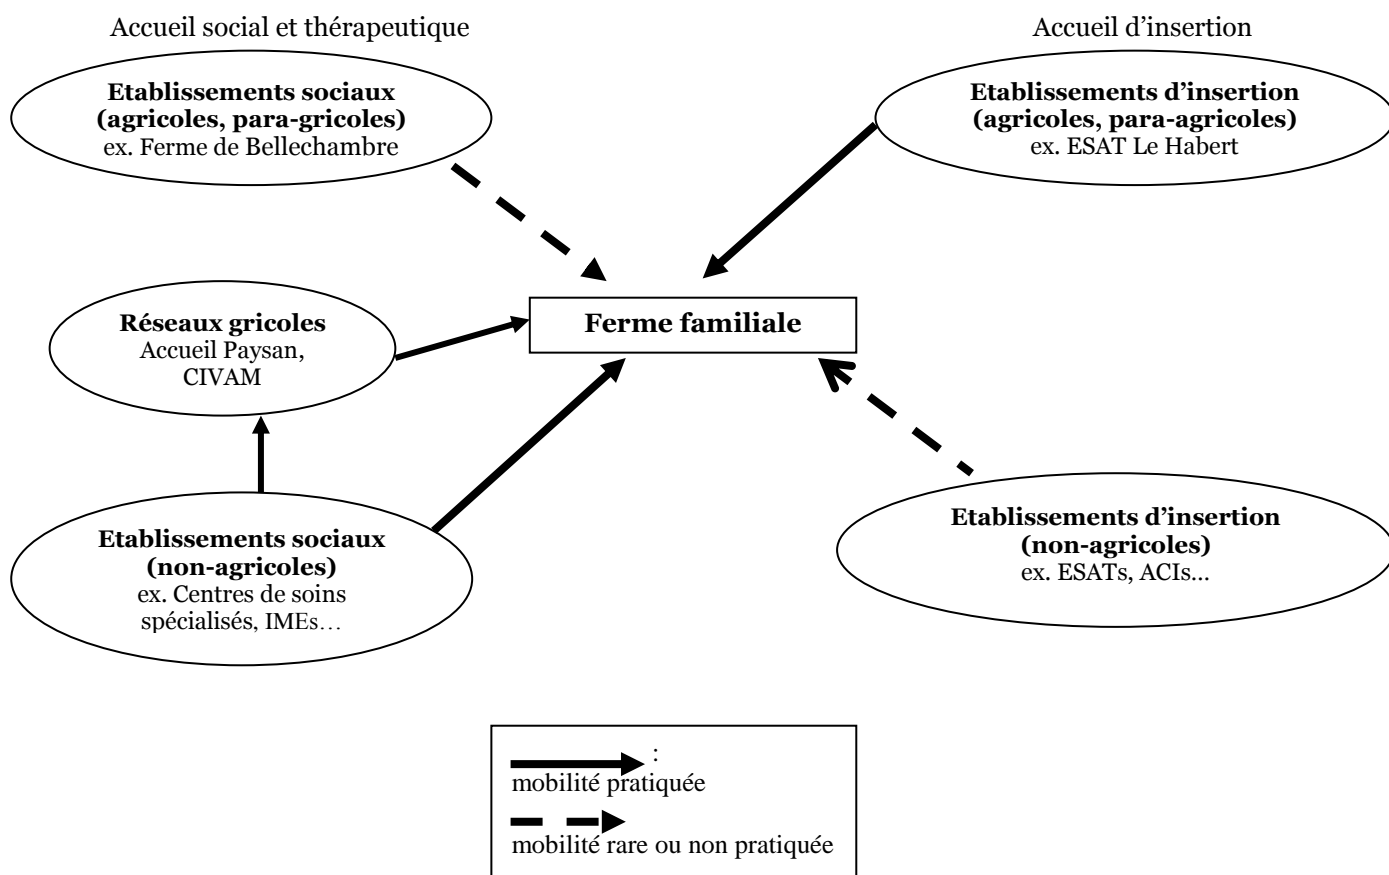 Accueil social et thérapeutique
Accueil d’insertion
Etablissements sociaux
(agricoles, para-gricoles)
ex. Ferme de Bellechambre
Etablissements d’insertion
(agricoles, para-agricoles)
ex. ESAT Le Habert
Réseaux gricoles
Accueil Paysan,
CIVAM
Ferme familiale
Etablissements sociaux
(non-agricoles)
ex. Centres de soins
spécialisés, IMEs…
Etablissements d’insertion
(non-agricoles)
ex. ESATs, ACIs...
:
mobilité pratiquée
mobilité rare ou non pratiquée